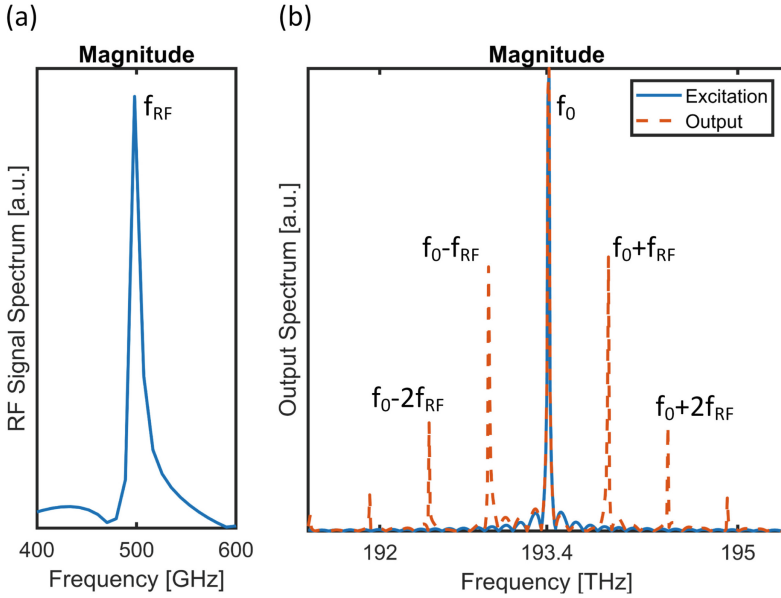 (a)
Magnitude
f_RF
RF Signal Spectrum [a.u.]
400
500
600
Frequency [GHz]
(b)
Magnitude
f_0
Excitation
Output
f_0-f_RF
f_0+f_RF
f_0-2f_RF
f_0+2f_RF
Output Spectrum [a.u.]
192
193.4
195
Frequency [THz]